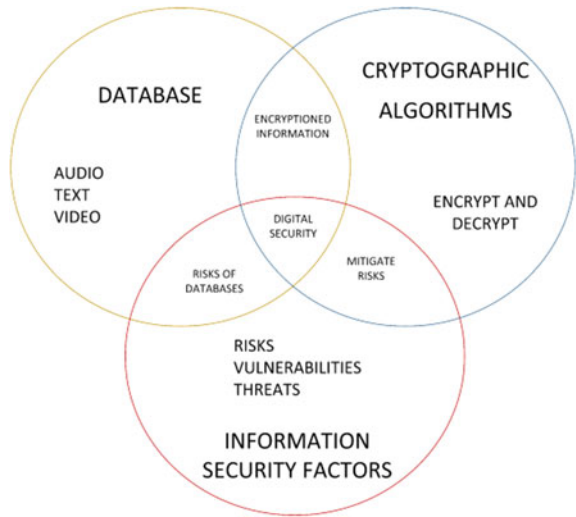 DATABASE
AUDIO
TEXT
VIDEO
ENCRYPTIONED
INFORMATION
CRYPTOGRAPHIC
ALGORITHMS
ENCRYPT AND
DECRYPT
DIGITAL
SECURITY
RISKS OF
DATABASES
MITIGATE
RISKS
RISKS
VULNERABILITIES
THREATS
INFORMATION
SECURITY FACTORS